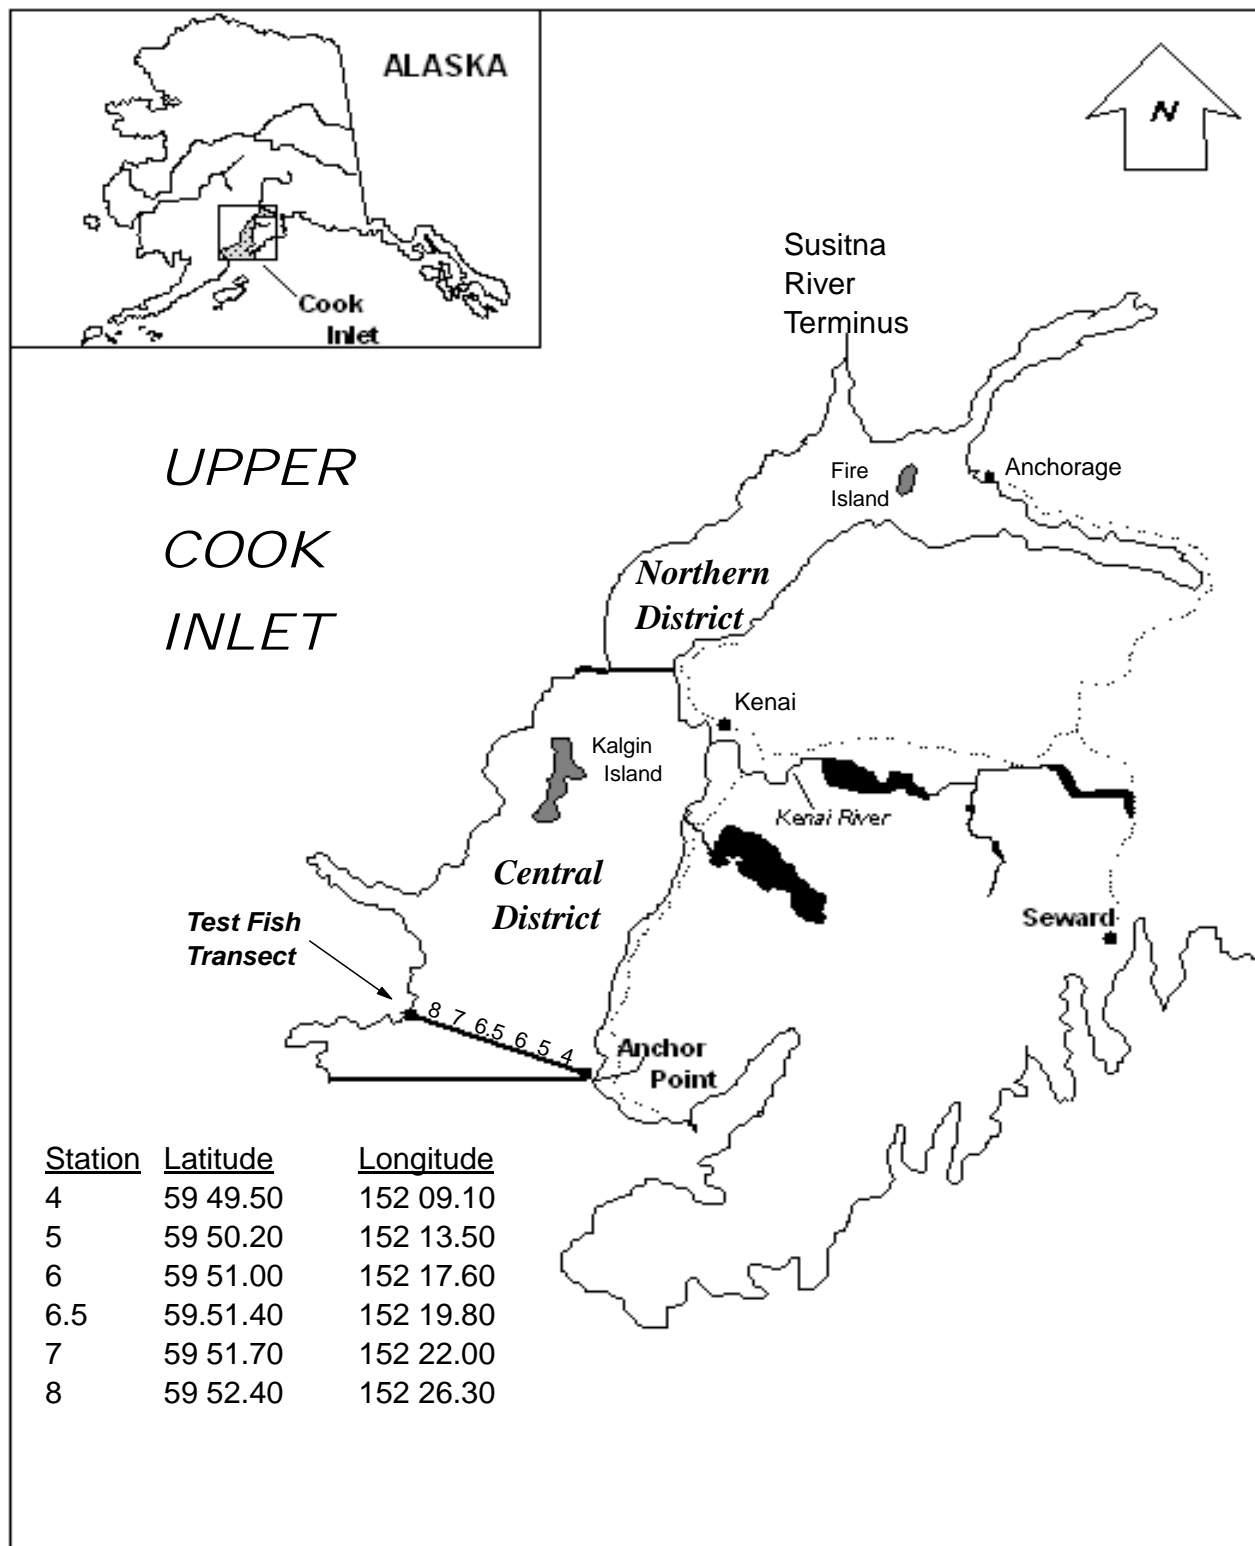 ALASKA
N
Cook
Inlet
Susitna
River
Terminus
UPPER
COOK
INLET
Fire
Island
Anchorage
Northern
District
Kenai
Kalgin
Island
Kenai River
Central
District
Test Fish
Transect
Seward
8 7 6.5 6 5 4
Anchor
Point
Station Latitude Longitude
4 59 49.50 152 09.10
5 59 50.20 152 13.50
6 59 51.00 152 17.60
6.5 59.51.40 152 19.80
7 59 51.70 152 22.00
8 59 52.40 152 26.30